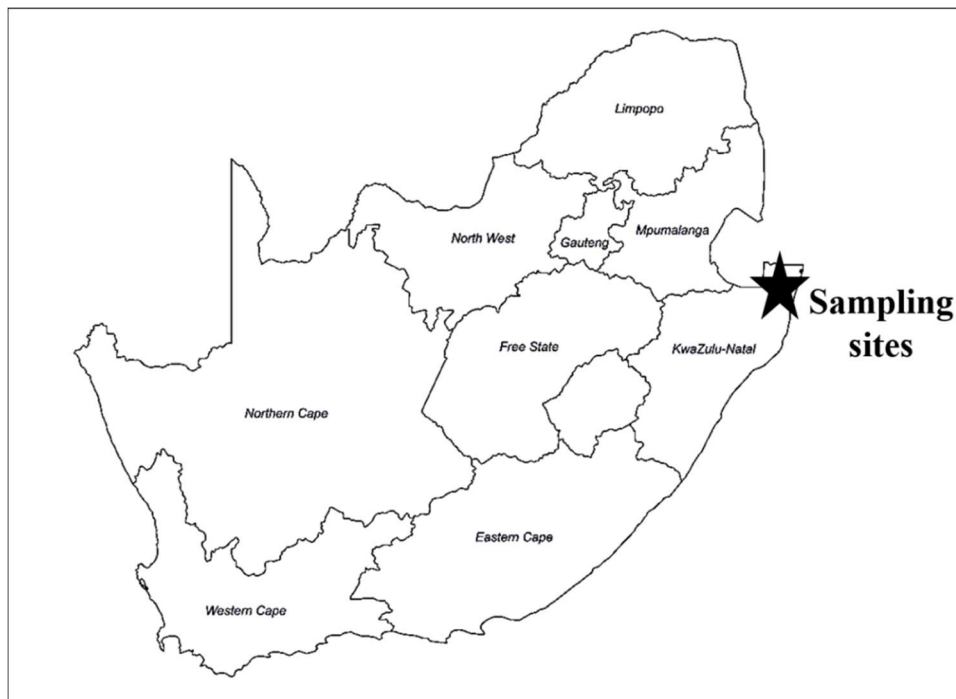 Limpopo
Mpumalanga
North West
Gauteng
Sampling
sites
Free State
KwaZulu-Natal
Northern Cape
Eastern Cape
Western Cape